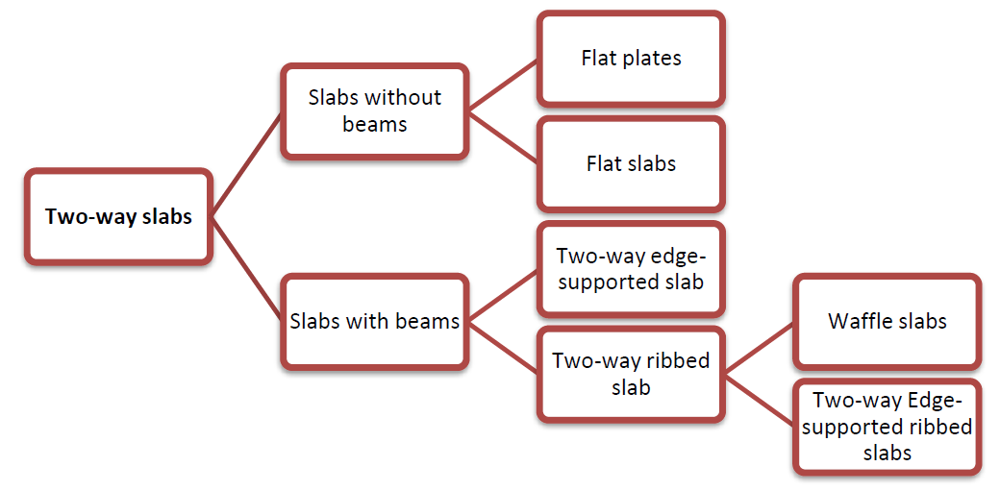 Two-way slabs
Slabs without
beams
Flat plates
Flat slabs
Slabs with beams
Two-way edge-
supported slab
Two-way ribbed
slab
Waffle slabs
Two-way Edge-
supported ribbed
slabs